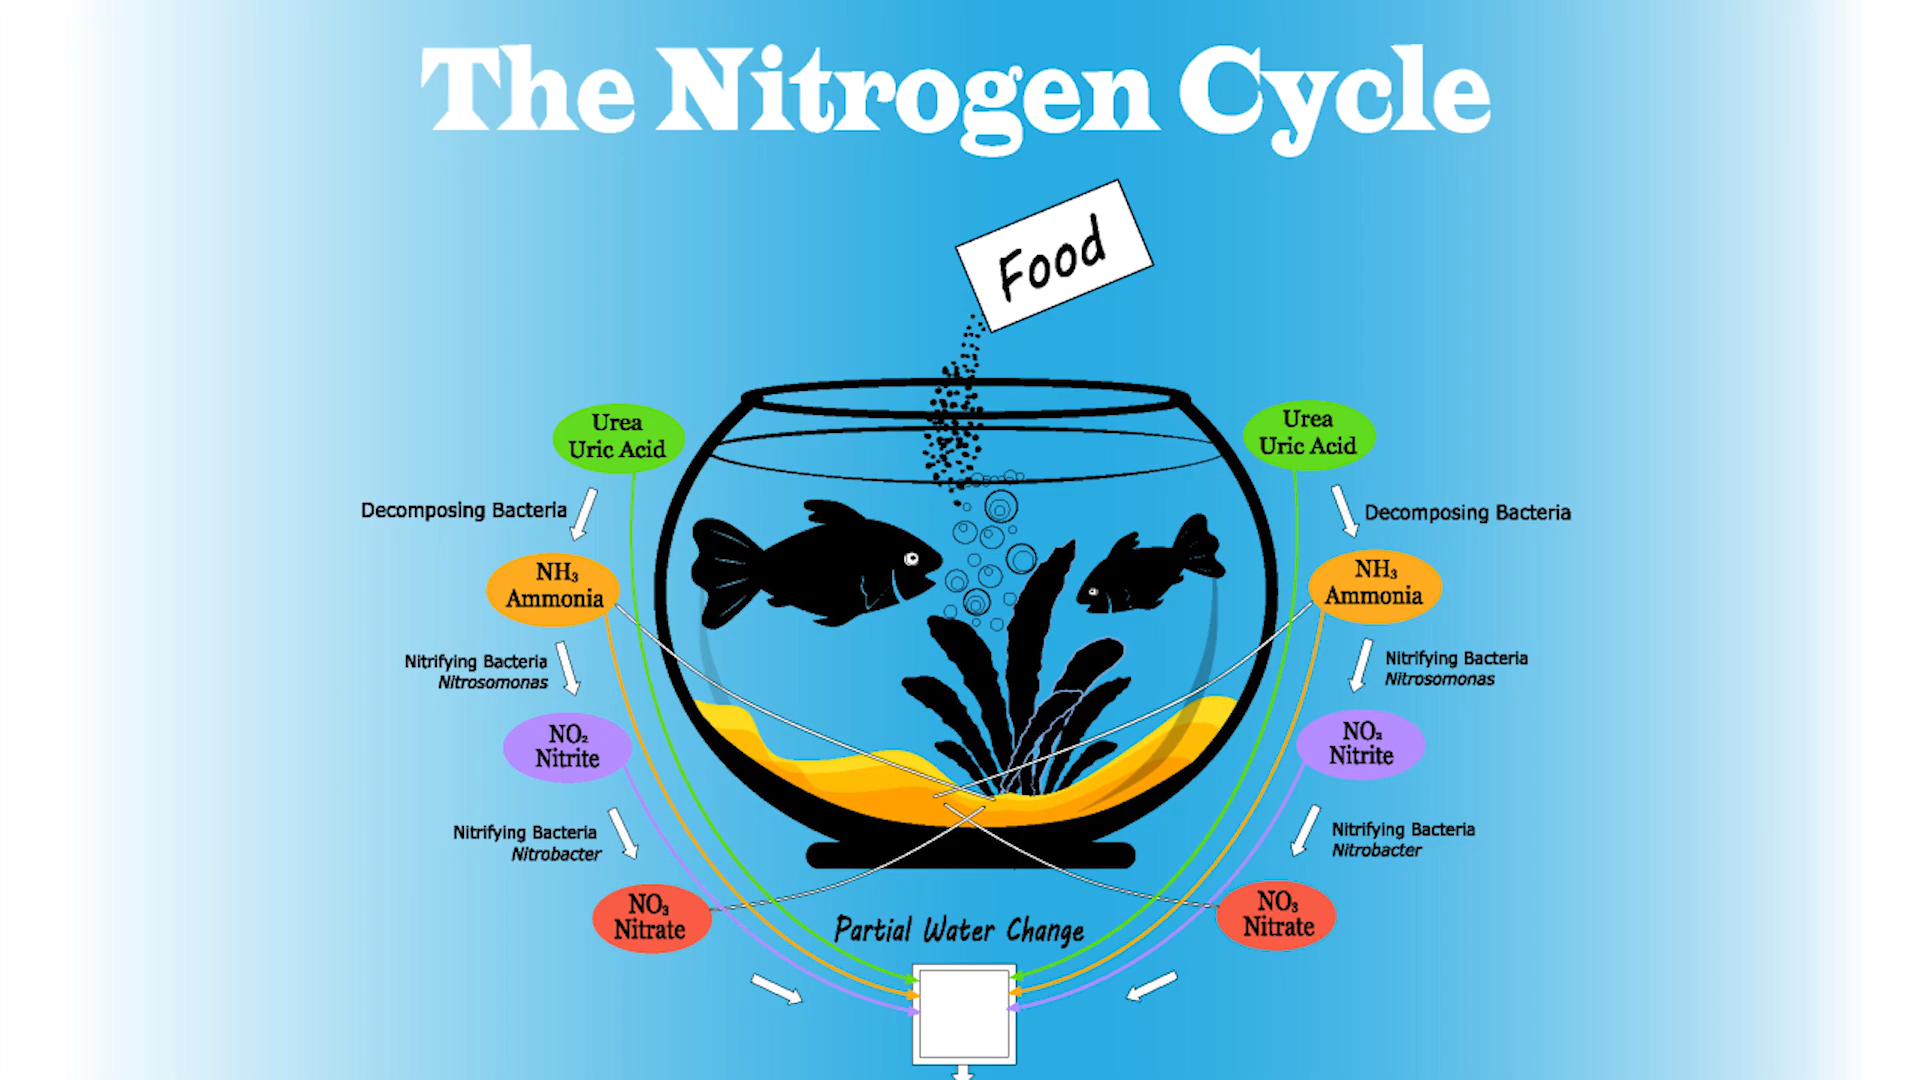 The Nitrogen Cycle
Food
Urea
Uric Acid
Decomposing Bacteria
NH₃
Ammonia
Nitrifying Bacteria
Nitrosomonas
NO₂
Nitrite
Nitrifying Bacteria
Nitrobacter
NO₃
Nitrate
Urea
Uric Acid
Decomposing Bacteria
NH₃
Ammonia
Nitrifying Bacteria
Nitrosomonas
NO₂
Nitrite
Nitrifying Bacteria
Nitrobacter
NO₃
Nitrate
Partial Water Change